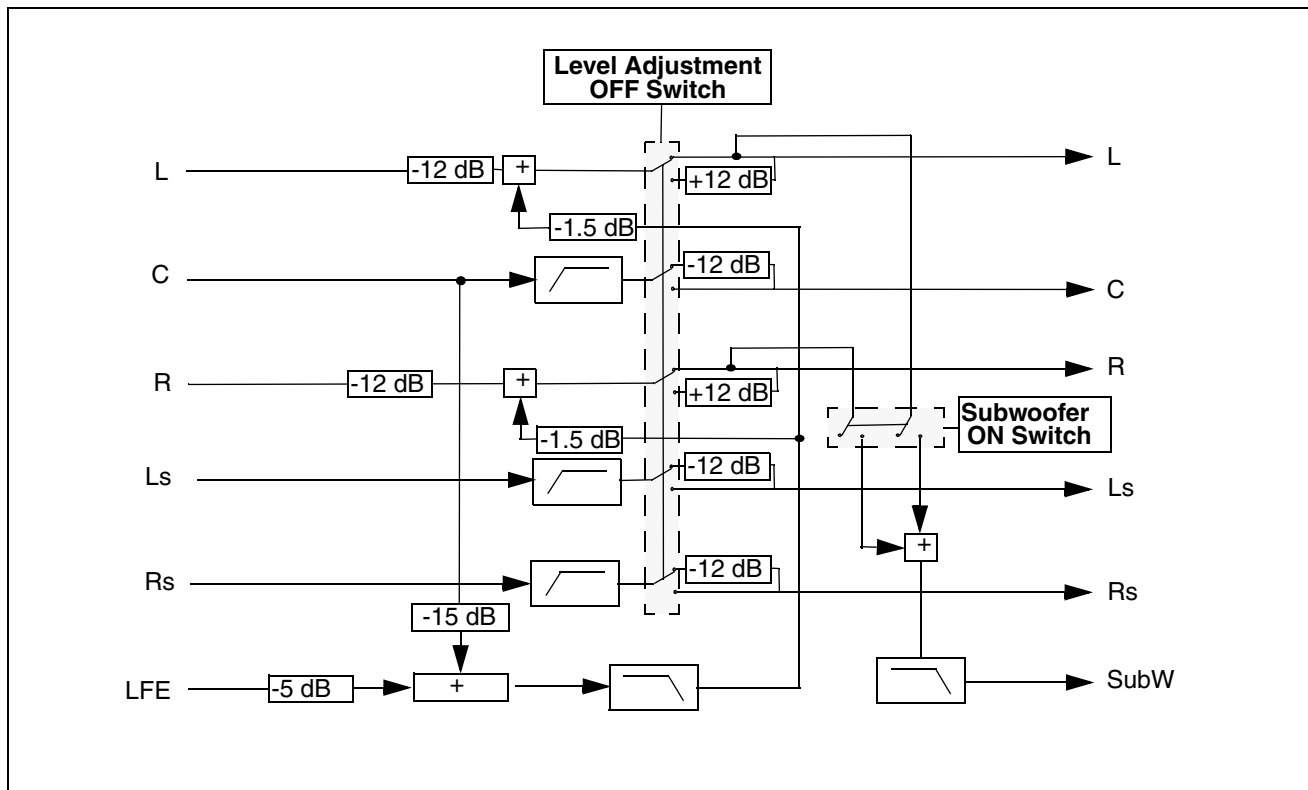 Level Adjustment
OFF Switch
L
-12 dB
+
+12 dB
L
-1.5 dB
C
-12 dB
C
R
-12 dB
+
+12 dB
R
-1.5 dB
Subwoofer
ON Switch
Ls
-12 dB
Ls
+
Rs
-12 dB
Rs
-15 dB
LFE
-5 dB
+
SubW